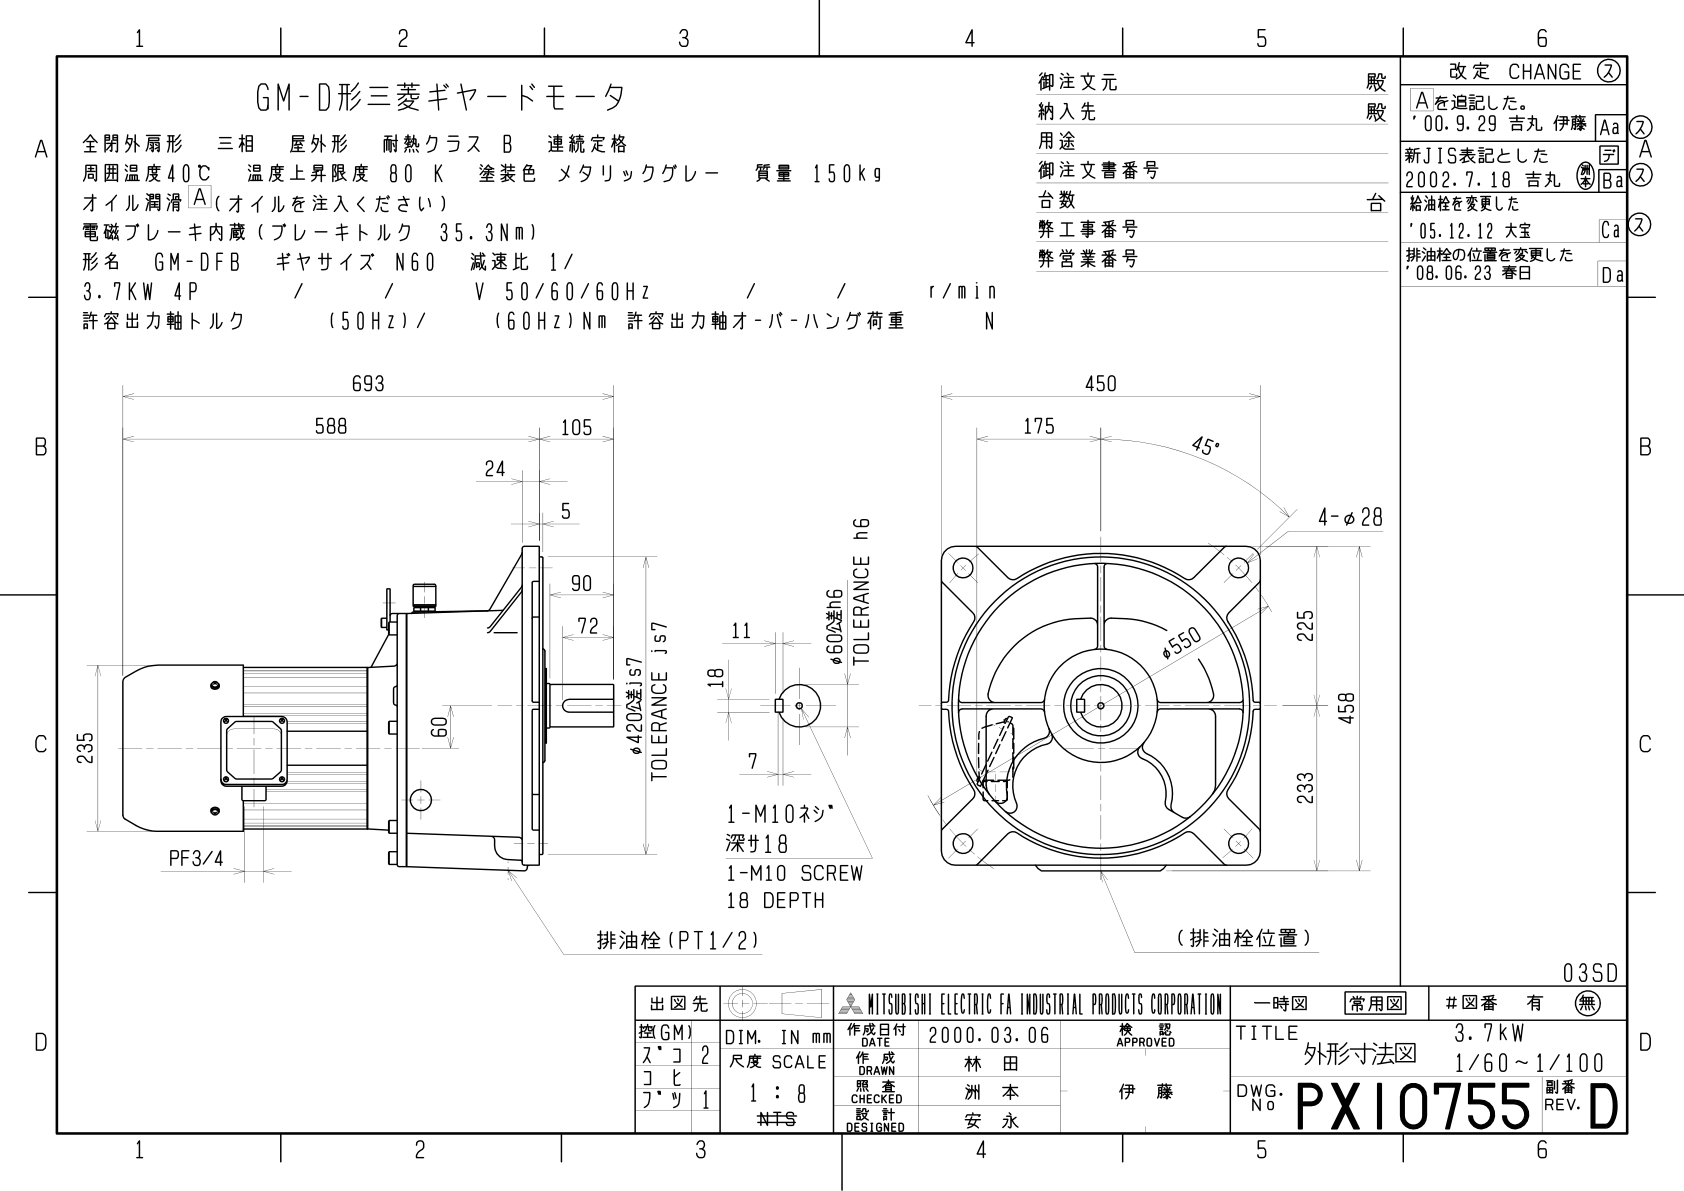 1 2 3 4 5 6
GM-D形三菱ギヤードモータ
全閉外扇形 三相 屋外形 耐熱クラス B 連続定格
周囲温度40℃ 温度上昇限度 80 K 塗装色 メタリックグレー 質量 150kg
オイル潤滑 A (オイルを注入ください)
電磁ブレーキ内蔵(ブレーキトルク 35.3Nm)
形名 GM-DFB ギヤサイズ N60 減速比 1/
3.7KW 4P / / V 50/60/60Hz / / r/min
許容出力軸トルク (50Hz)/ (60Hz)Nm 許容出力軸オ-バ-ハング荷重 N
御注文元 殿
納入先 殿
用途
御注文書番号
台数 台
弊工事番号
弊営業番号
改定 CHANGE ス
Aを追記した。
'00.9.29 吉丸 伊藤 Aa ス
新JIS表記とした デ
2002.7.18 吉丸 洲本 Ba ス
給油栓を変更した
'05.12.12 大宝 Ca ス
排油栓の位置を変更した
'08.06.23 春日 Da
A
B
C
D
A
B
C
D
693
588
105
24
5
90
72
60
235
PF3/4
φ420公差js7
TOLERANCE js7
排油栓(PT1/2)
11
18
7
φ60公差h6
TOLERANCE h6
1-M10ネジ
深サ18
1-M10 SCREW
18 DEPTH
450
175
45°
4-φ28
φ550
225
233
458
(排油栓位置)
03SD
出図先
控(GM)
ズコ 2
コヒ
ブツ 1
DIM. IN mm
尺度 SCALE
1 : 8
NTS
MITSUBISHI ELECTRIC FA INDUSTRIAL PRODUCTS CORPORATION
作成日付 DATE 2000.03.06
作成 DRAWN 林田
照査 CHECKED 洲本
設計 DESIGNED 安永
検認 APPROVED
伊藤
一時図 常用図 #図番 有 無
TITLE 外形寸法図
3.7kW
1/60~1/100
DWG. No PX10755
副番 REV. D
1 2 3 4 5 6